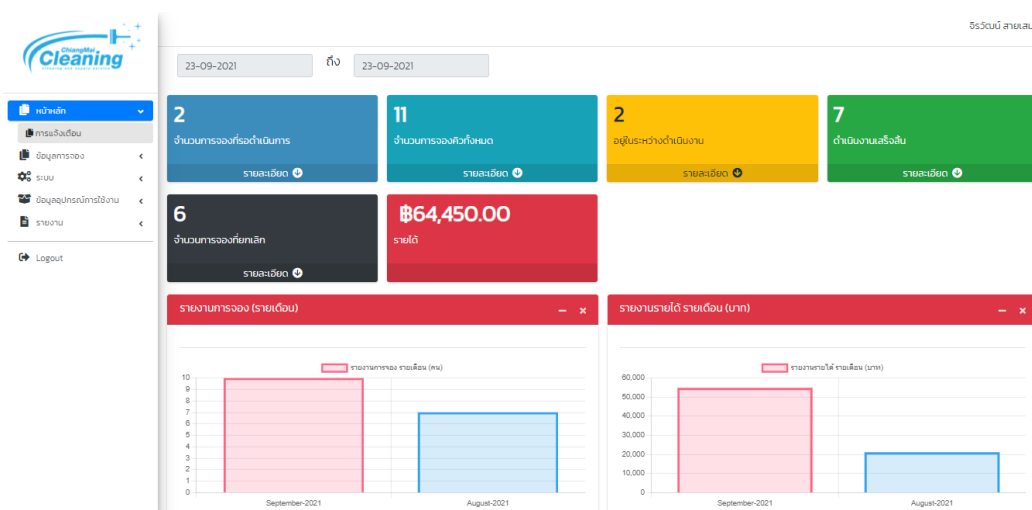 ChiangMai
Cleaning
จิรวัฒน์ สายเสม
23-09-2021 ถึง 23-09-2021
หน้าหลัก
การแจ้งเตือน
ข้อมูลการจอง
ระบบ
ข้อมูลอุปกรณ์การใช้งาน
รายงาน
Logout
2
จำนวนการจองที่รอดำเนินการ
รายละเอียด
11
จำนวนการจองคิวทั้งหมด
รายละเอียด
2
อยู่ในระหว่างดำเนินงาน
รายละเอียด
7
ดำเนินงานเสร็จสิ้น
รายละเอียด
6
จำนวนการจองที่ยกเลิก
รายละเอียด
฿64,450.00
รายได้
รายงานการจอง (รายเดือน)
รายงานการจอง รายเดือน (คน)
10
9
8
7
6
5
4
3
2
1
0
September-2021 August-2021
รายงานรายได้ รายเดือน (บาท)
รายงานรายได้ รายเดือน (บาท)
60,000
50,000
40,000
30,000
20,000
10,000
0
September-2021 August-2021